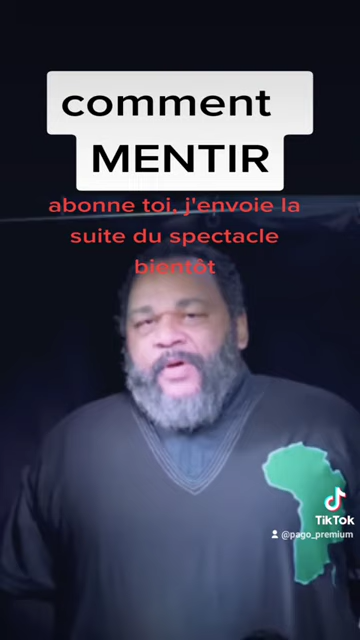 comment
MENTIR
abonne toi, j'envoie la
suite du spectacle
bientôt
TikTok
@pago_premium